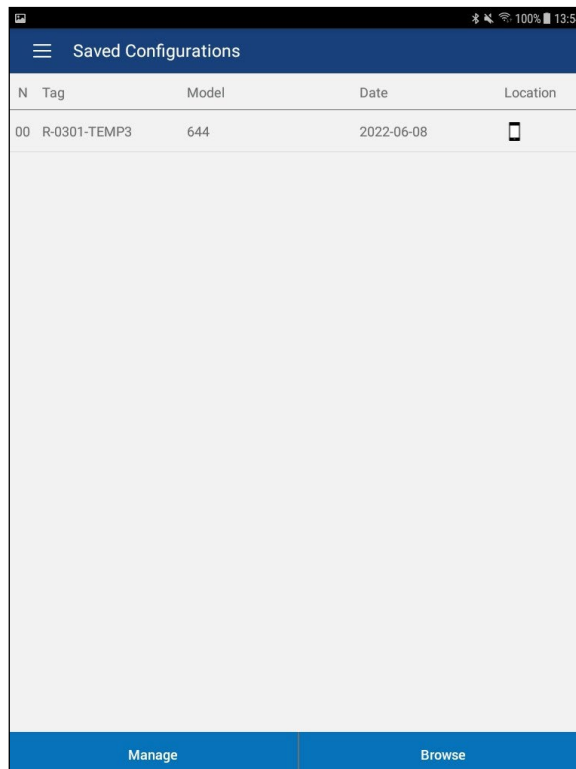 100% 13:5
Saved Configurations
N Tag Model Date Location
00 R-0301-TEMP3 644 2022-06-08
Manage Browse